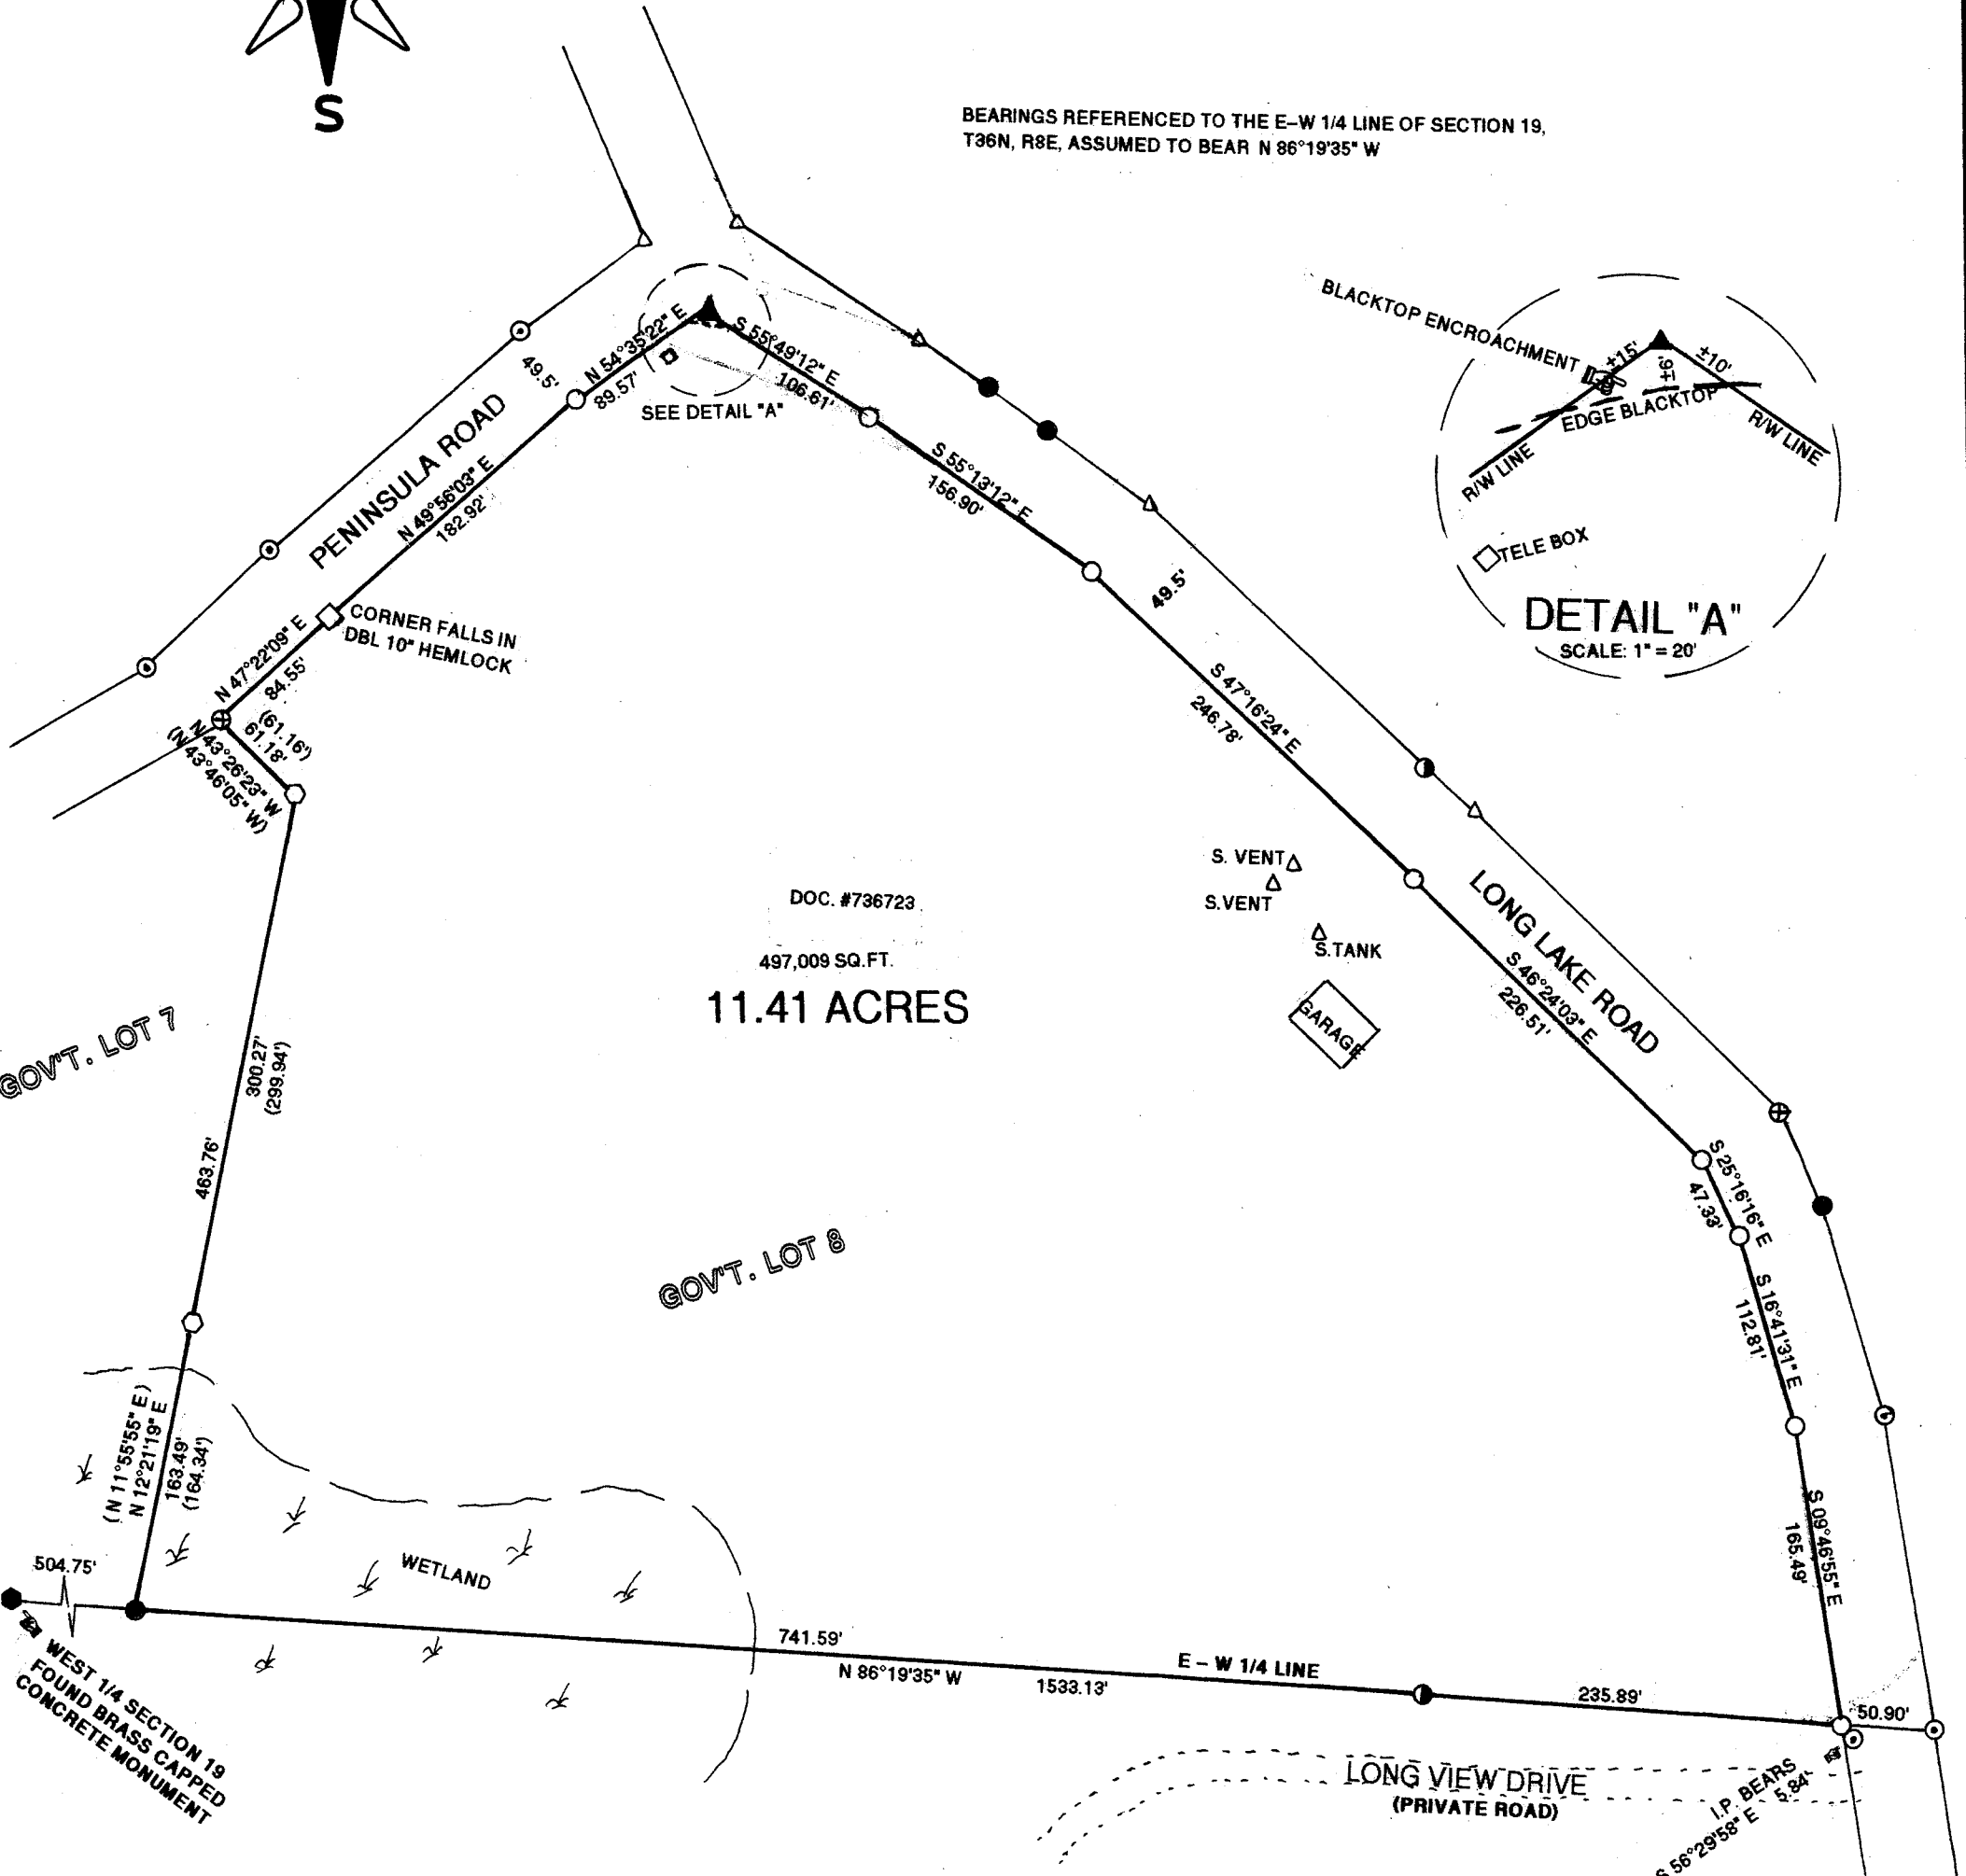 S
BEARINGS REFERENCED TO THE E-W 1/4 LINE OF SECTION 19,
T36N, R8E, ASSUMED TO BEAR N 86°19'35" W
BLACKTOP ENCROACHMENT
±15'
±9'
±10'
EDGE BLACKTOP
R/W LINE
R/W LINE
TELE BOX
DETAIL "A"
SCALE: 1" = 20'
N 54°35'22" E
89.57'
SEE DETAIL "A"
S 55°49'12" E
106.61'
49.5'
PENINSULA ROAD
N 49°56'03" E
182.92'
S 55°13'12" E
156.90'
49.5'
CORNER FALLS IN
DBL 10" HEMLOCK
N 47°22'09" E
84.55'
(61.16')
61.18'
N 43°26'23" W
(N 43°46'05" W)
S 47°16'24" E
246.78'
S. VENT
S.VENT
S.TANK
GARAGE
DOC. #736723
497,009 SQ.FT.
11.41 ACRES
LONG LAKE ROAD
S 46°24'03" E
226.51'
GOV'T. LOT 7
300.27'
(299.94')
463.76'
S 25°16'16" E
47.33'
GOV'T. LOT 8
S 16°41'31" E
112.81'
(N 11°55'55" E)
N 12°21'19" E
163.49'
(164.34')
S 09°46'55" E
165.49'
504.75'
WETLAND
WEST 1/4 SECTION 19
FOUND BRASS CAPPED
CONCRETE MONUMENT
741.59'
N 86°19'35" W
1533.13'
E - W 1/4 LINE
235.89'
50.90'
LONG VIEW DRIVE
(PRIVATE ROAD)
I.P. BEARS
S 56°29'58" E 5.84'